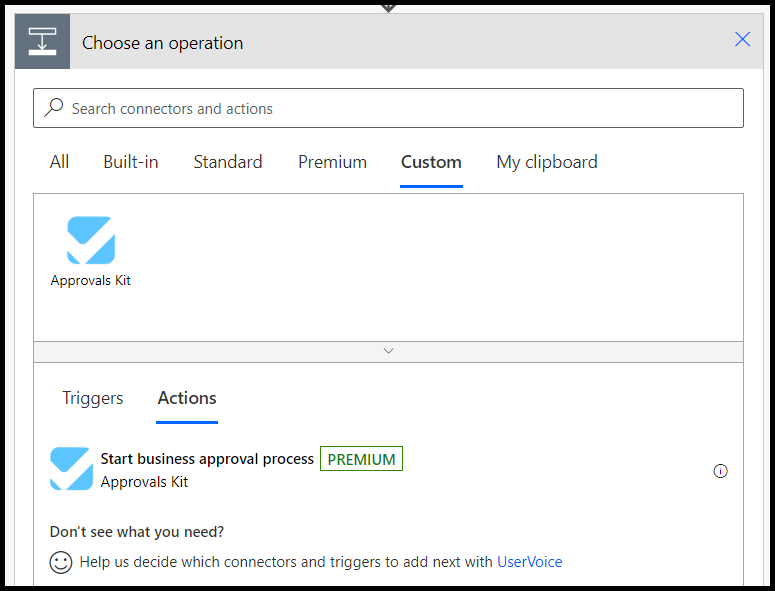 Choose an operation
Search connectors and actions
All Built-in Standard Premium Custom My clipboard
Approvals Kit
Triggers Actions
Start business approval process PREMIUM
Approvals Kit
Don't see what you need?
Help us decide which connectors and triggers to add next with UserVoice